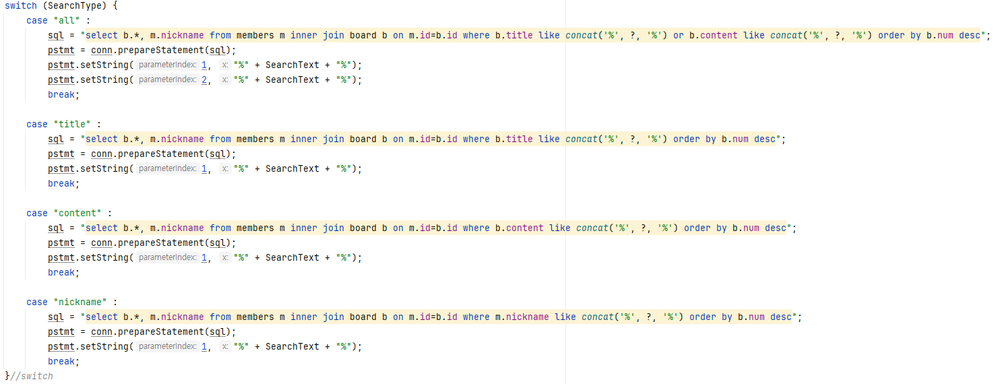 switch (SearchType) {
    case "all" :
        sql = "select b.*, m.nickname from members m inner join board b on m.id=b.id where b.title like concat('%', ?, '%') or b.content like concat('%', ?, '%') order by b.num desc";
        pstmt = conn.prepareStatement(sql);
        pstmt.setString( parameterIndex: 1, x: "%" + SearchText + "%");
        pstmt.setString( parameterIndex: 2, x: "%" + SearchText + "%");
        break;

    case "title" :
        sql = "select b.*, m.nickname from members m inner join board b on m.id=b.id where b.title like concat('%', ?, '%') order by b.num desc";
        pstmt = conn.prepareStatement(sql);
        pstmt.setString( parameterIndex: 1, x: "%" + SearchText + "%");
        break;

    case "content" :
        sql = "select b.*, m.nickname from members m inner join board b on m.id=b.id where b.content like concat('%', ?, '%') order by b.num desc";
        pstmt = conn.prepareStatement(sql);
        pstmt.setString( parameterIndex: 1, x: "%" + SearchText + "%");
        break;

    case "nickname" :
        sql = "select b.*, m.nickname from members m inner join board b on m.id=b.id where m.nickname like concat('%', ?, '%') order by b.num desc";
        pstmt = conn.prepareStatement(sql);
        pstmt.setString( parameterIndex: 1, x: "%" + SearchText + "%");
        break;
}//switch